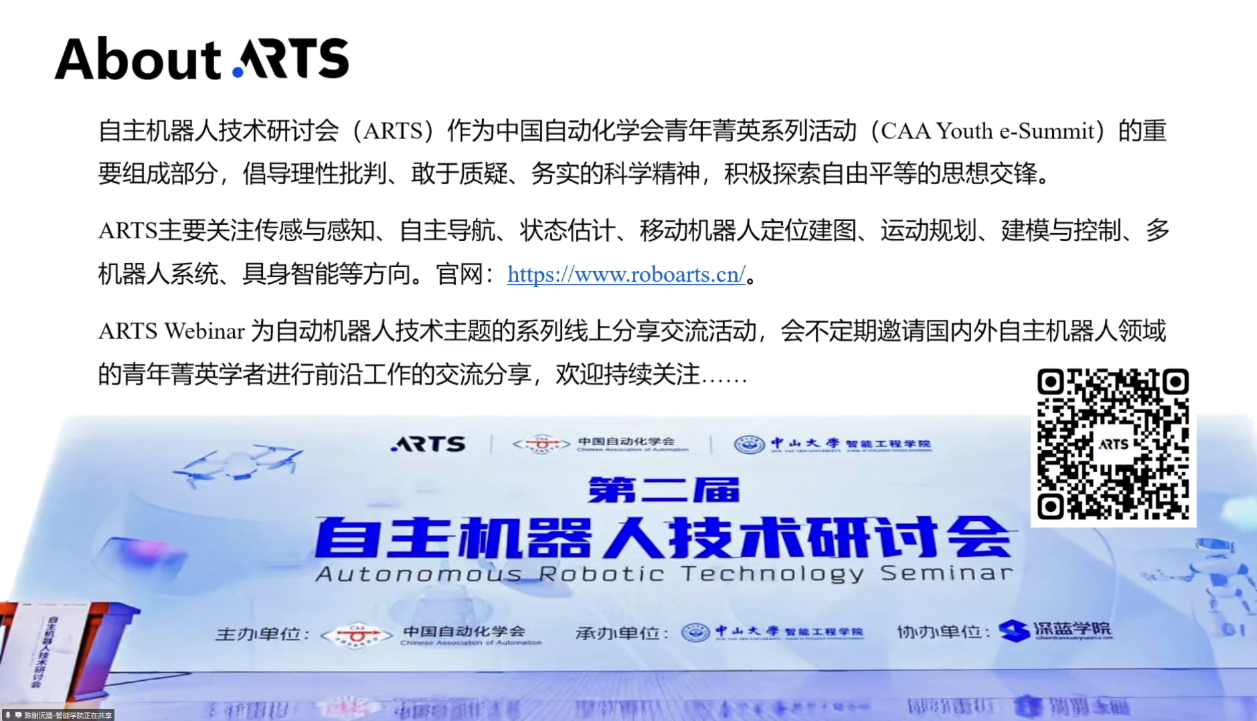 About ARTS
自主机器人技术研讨会（ARTS）作为中国自动化学会青年菁英系列活动（CAA Youth e-Summit）的重
要组成部分，倡导理性批判、敢于质疑、务实的科学精神，积极探索自由平等的思想交锋。
ARTS主要关注传感与感知、自主导航、状态估计、移动机器人定位建图、运动规划、建模与控制、多
机器人系统、具身智能等方向。官网：https://www.roboarts.cn/。
ARTS Webinar 为自动机器人技术主题的系列线上分享交流活动，会不定期邀请国内外自主机器人领域
的青年菁英学者进行前沿工作的交流分享，欢迎持续关注……
ARTS
ARTS CAA 中国自动化学会 Chinese Association of Automation 中山大學 智能工程学院
第二届
自主机器人技术研讨会
Autonomous Robotic Technology Seminar
主办单位： CAA 中国自动化学会 Chinese Association of Automation 承办单位： 中山大學 智能工程学院 协办单位： 深蓝学院 shenlanxueyuan.com
自主机器人技术研讨会